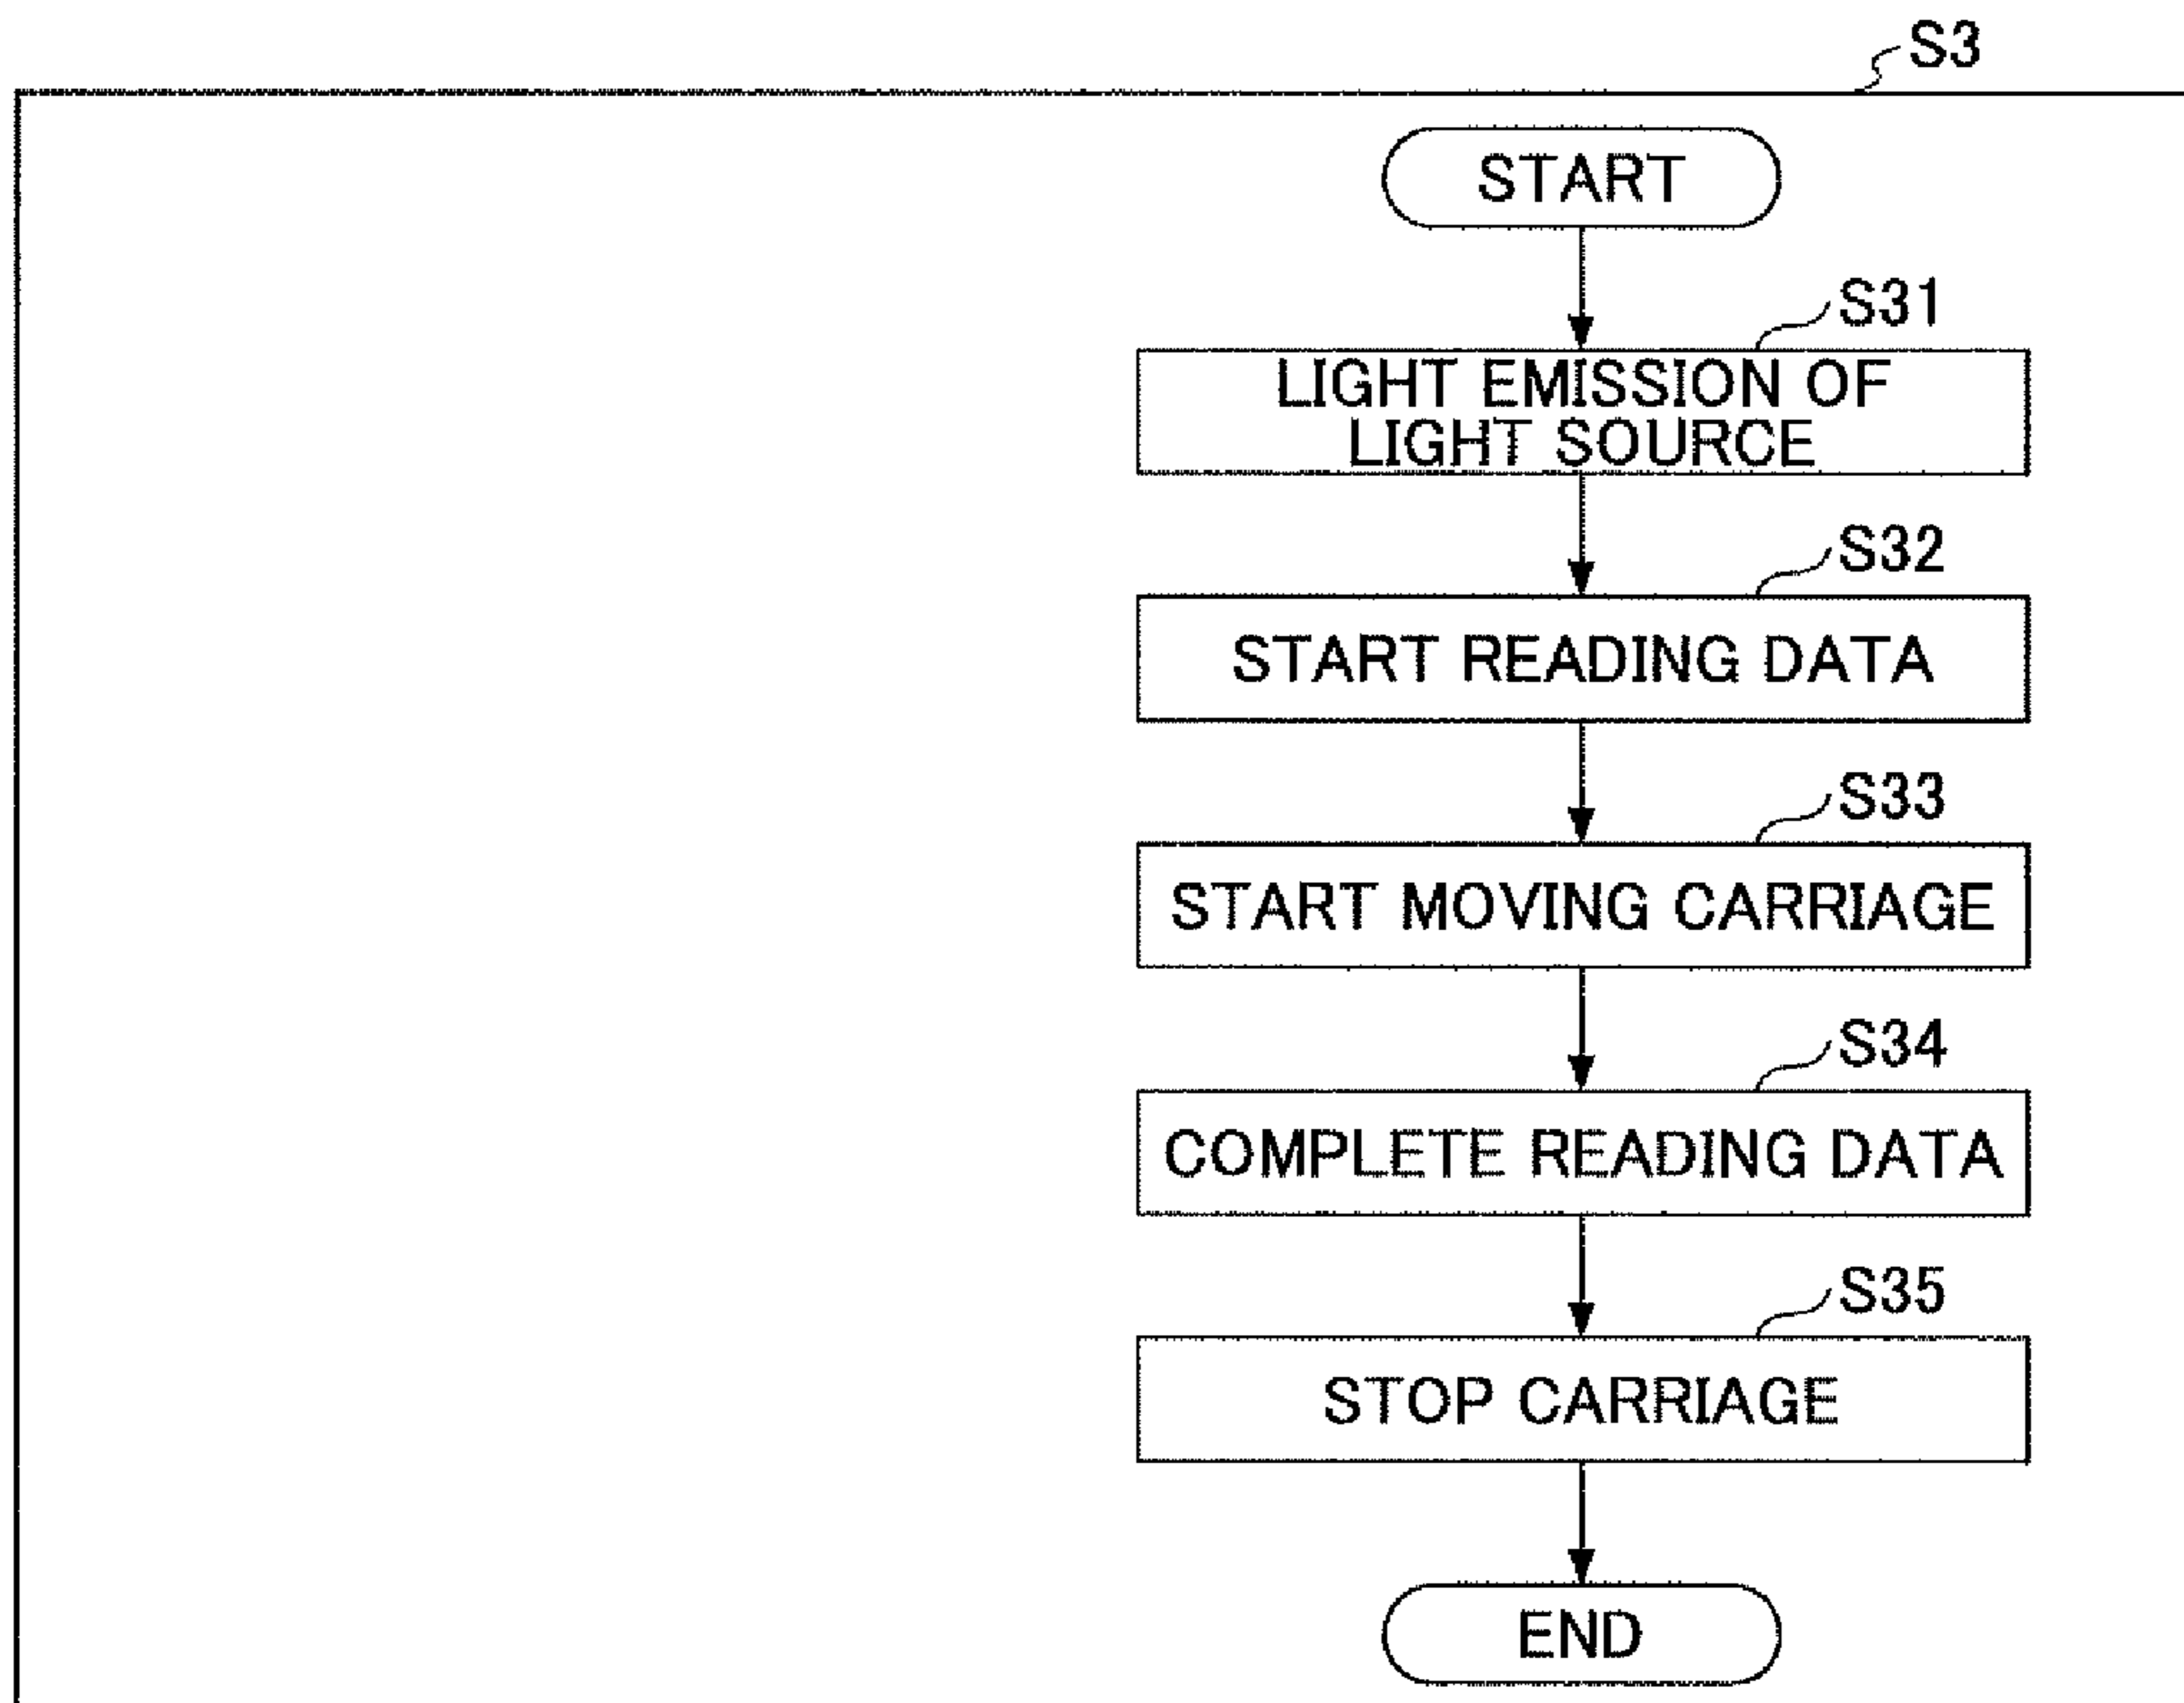 S3
START
S31
LIGHT EMISSION OF
LIGHT SOURCE
S32
START READING DATA
S33
START MOVING CARRIAGE
S34
COMPLETE READING DATA
S35
STOP CARRIAGE
END